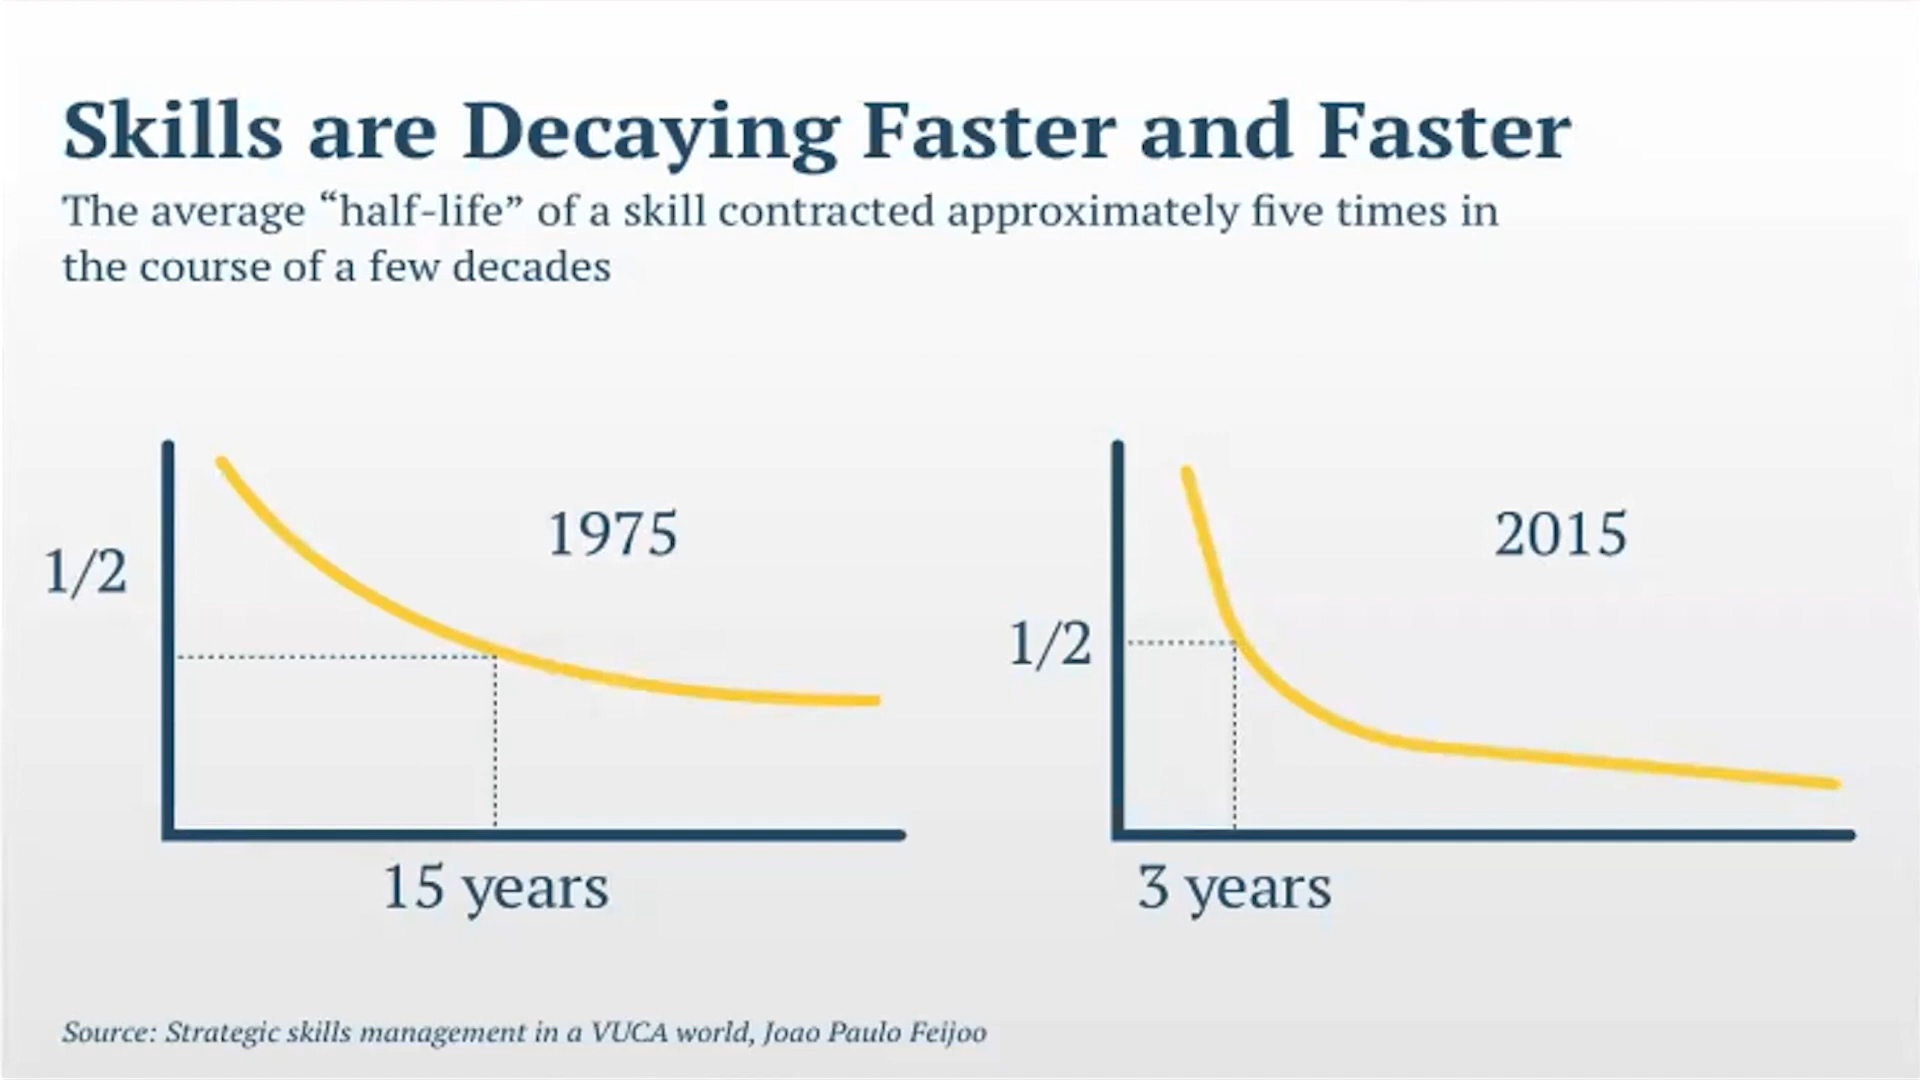 Skills are Decaying Faster and Faster
The average “half-life” of a skill contracted approximately five times in
the course of a few decades
1975
1/2
15 years
2015
1/2
3 years
Source: Strategic skills management in a VUCA world, Joao Paulo Feijoo